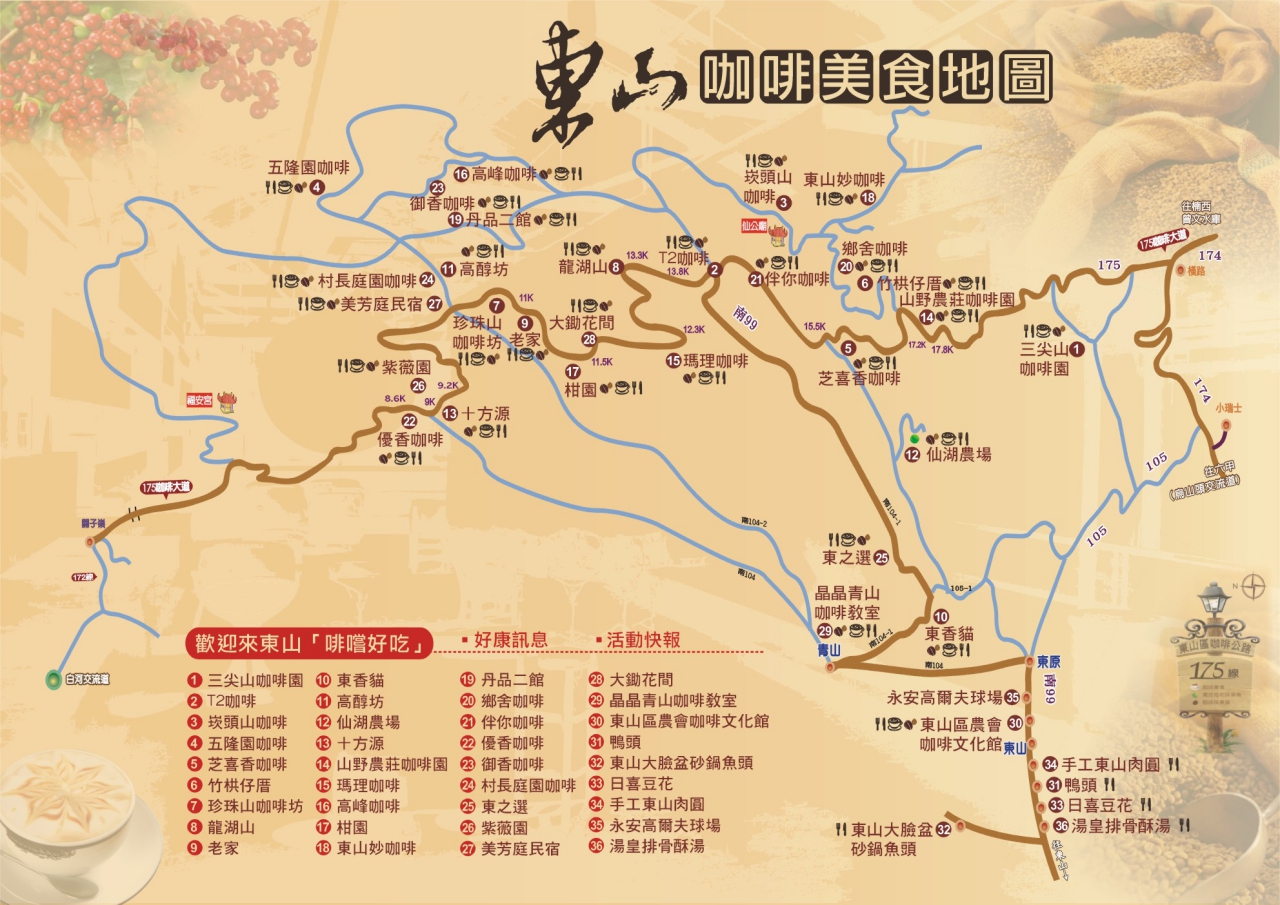 東山
咖啡美食地圖
五隆園咖啡
4
16 高峰咖啡
23
御香咖啡
19 丹品二館
崁頭山
咖啡 3
東山妙咖啡
18
仙公廟
往楠西
曾文水庫
175咖啡大道
174
橫路
175
11 高醇坊
村長庭園咖啡 24
美芳庭民宿 27
龍湖山 8
13.3K
T2咖啡
13.8K
2
21 伴你咖啡
鄉舍咖啡
20
6 竹栱仔厝
山野農莊咖啡園
14
7
珍珠山
咖啡坊
11K
9
老家
大鋤花間
28
11.5K
12.3K
南99
15.5K
17.2K
17.8K
5
芝喜香咖啡
三尖山 1
咖啡園
紫薇園
26
9.2K
8.6K
9K
22
優香咖啡
13 十方源
17
柑園
15 瑪理咖啡
福安宮
174
小瑞士
12 仙湖農場
105
往六甲
(烏山頭交流道)
175咖啡大道
關子嶺
172線
白河交流道
南104-2
南104
南104-1
105
東之選 25
105-1
晶晶青山
咖啡教室
29
青山
南104-1
10
東香貓
南104
東原
南99
永安高爾夫球場 35
東山區農會 30
咖啡文化館
東山
34 手工東山肉圓
31 鴨頭
33 日喜豆花
36 湯皇排骨酥湯
東山大臉盆 32
砂鍋魚頭
往東山
N
東山區咖啡公路
175線
歡迎來東山「啡嚐好吃」
▪ 好康訊息
▪ 活動快報
1 三尖山咖啡園
2 T2咖啡
3 崁頭山咖啡
4 五隆園咖啡
5 芝喜香咖啡
6 竹栱仔厝
7 珍珠山咖啡坊
8 龍湖山
9 老家
10 東香貓
11 高醇坊
12 仙湖農場
13 十方源
14 山野農莊咖啡園
15 瑪理咖啡
16 高峰咖啡
17 柑園
18 東山妙咖啡
19 丹品二館
20 鄉舍咖啡
21 伴你咖啡
22 優香咖啡
23 御香咖啡
24 村長庭園咖啡
25 東之選
26 紫薇園
27 美芳庭民宿
28 大鋤花間
29 晶晶青山咖啡教室
30 東山區農會咖啡文化館
31 鴨頭
32 東山大臉盆砂鍋魚頭
33 日喜豆花
34 手工東山肉圓
35 永安高爾夫球場
36 湯皇排骨酥湯